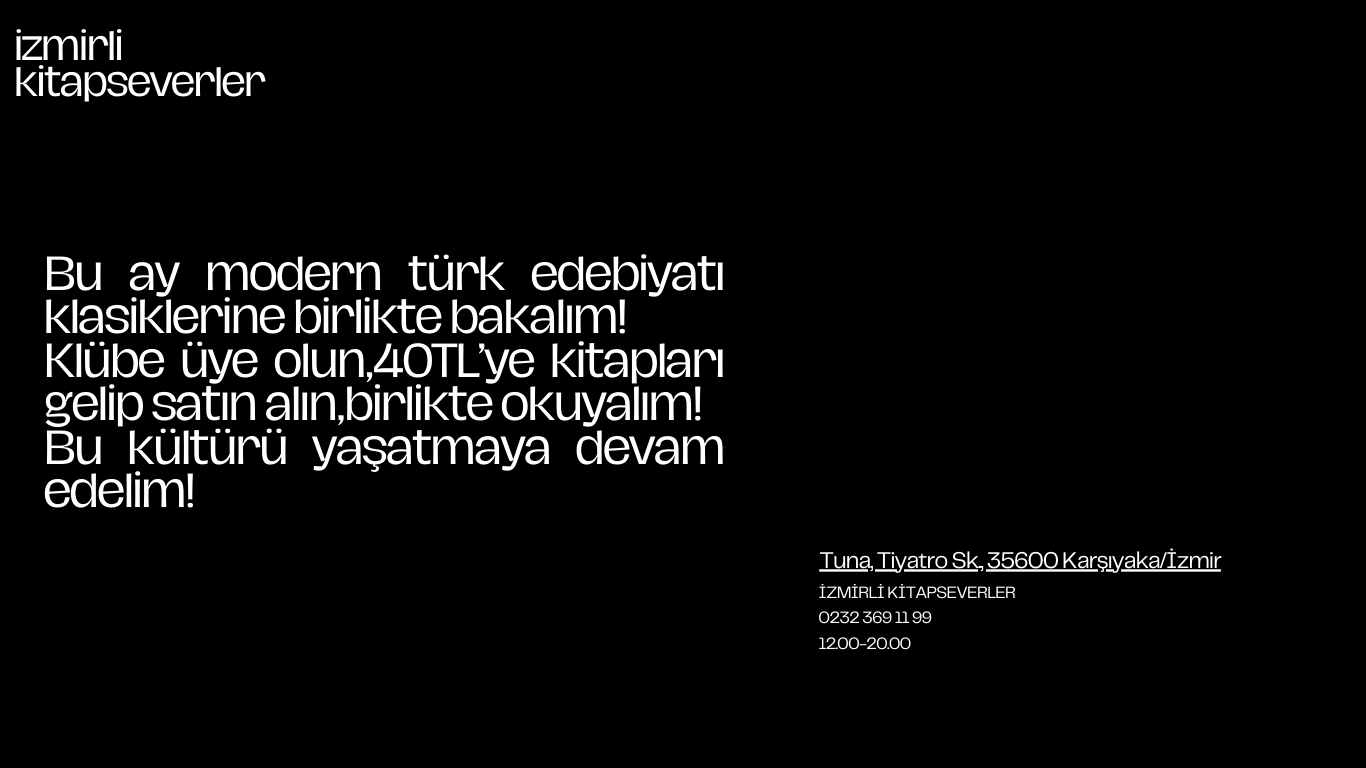 izmirli
kitapseverler
Bu ay modern türk edebiyatı
klasiklerine birlikte bakalım!
Klübe üye olun,40TL'ye kitapları
gelip satın alın,birlikte okuyalım!
Bu kültürü yaşatmaya devam
edelim!
Tuna, Tiyatro Sk., 35600 Karşıyaka/İzmir
İZMİRLİ KİTAPSEVERLER
0232 369 11 99
12.00-20.00